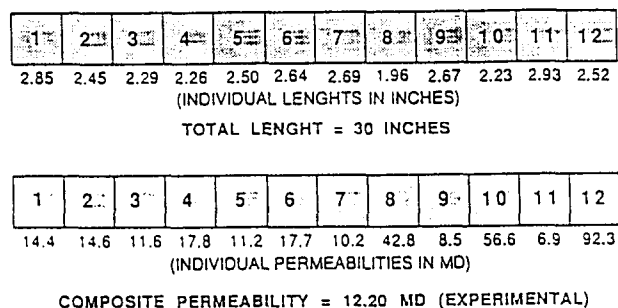 1 2 3 4 5 6 7 8 9 10 11 12
2.85 2.45 2.29 2.26 2.50 2.64 2.69 1.96 2.67 2.23 2.93 2.52
(INDIVIDUAL LENGHTS IN INCHES)
TOTAL LENGHT = 30 INCHES
1 2 3 4 5 6 7 8 9 10 11 12
14.4 14.6 11.6 17.8 11.2 17.7 10.2 42.8 8.5 56.6 6.9 92.3
(INDIVIDUAL PERMEABILITIES IN MD)
COMPOSITE PERMEABILITY = 12.20 MD (EXPERIMENTAL)